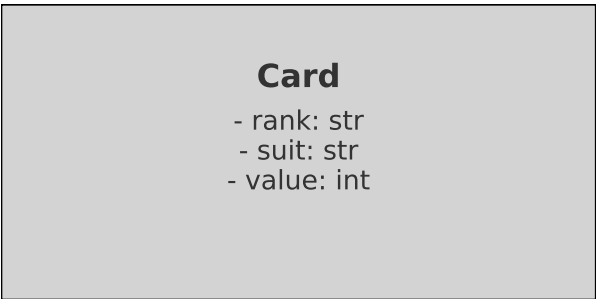 Card
- rank: str
- suit: str
- value: int